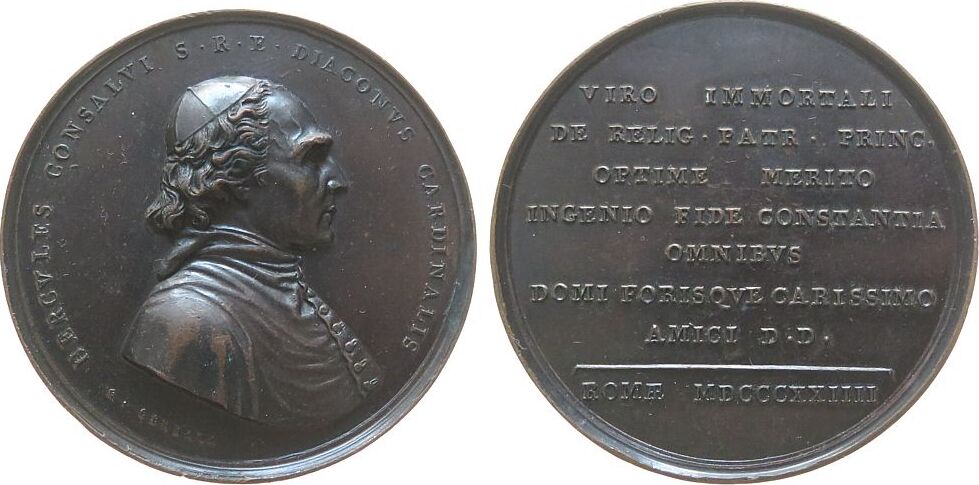 HERCVLES CONSALVI S·R·E·DIACONVS CARDINALIS
VIRO IMMORTALI
DE RELIG·PATR·PRINC·
OPTIME MERITO
INGENIO FIDE CONSTANTIA
OMNIBVS
DOMI FORISQVE CARISSIMO
AMICI D·D·
ROMÆ MDCCCXXIIII